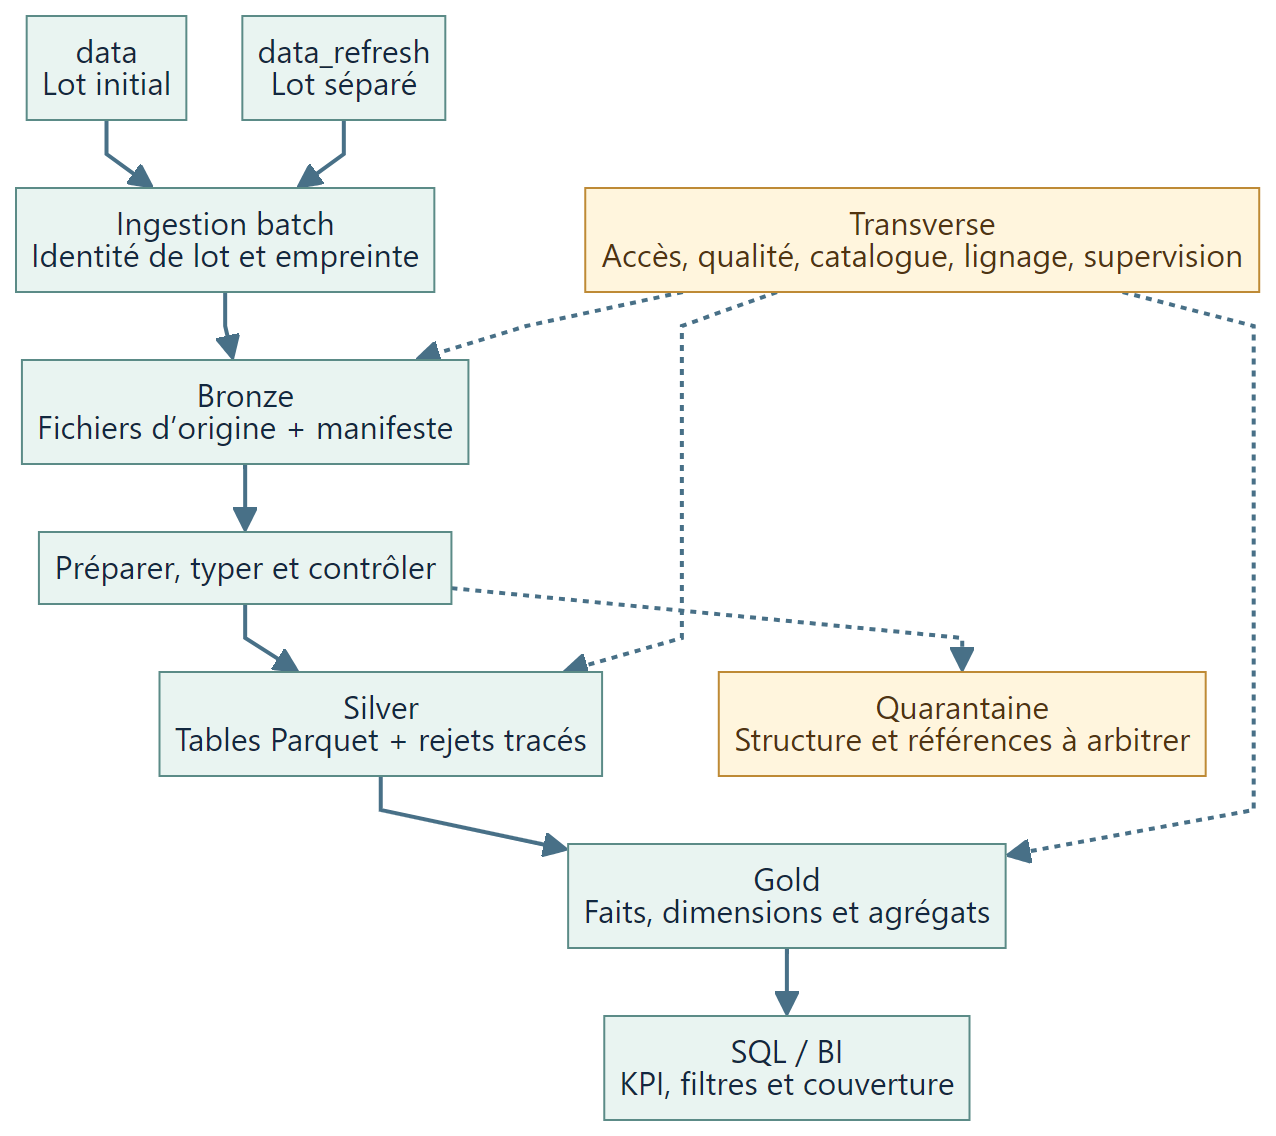 data
Lot initial
data_refresh
Lot séparé
Ingestion batch
Identité de lot et empreinte
Transverse
Accès, qualité, catalogue, lignage, supervision
Bronze
Fichiers d’origine + manifeste
Préparer, typer et contrôler
Silver
Tables Parquet + rejets tracés
Quarantaine
Structure et références à arbitrer
Gold
Faits, dimensions et agrégats
SQL / BI
KPI, filtres et couverture